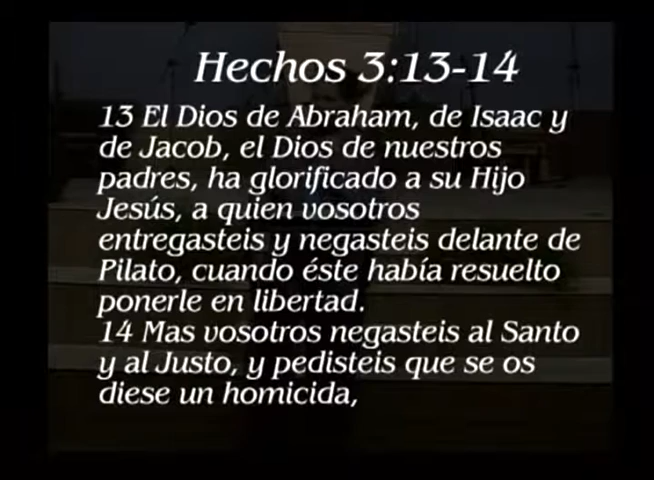 Hechos 3:13-14
13 El Dios de Abraham, de Isaac y
de Jacob, el Dios de nuestros
padres, ha glorificado a su Hijo
Jesús, a quien vosotros
entregasteis y negasteis delante de
Pilato, cuando éste había resuelto
ponerle en libertad.
14 Mas vosotros negasteis al Santo
y al Justo, y pedisteis que se os
diese un homicida,